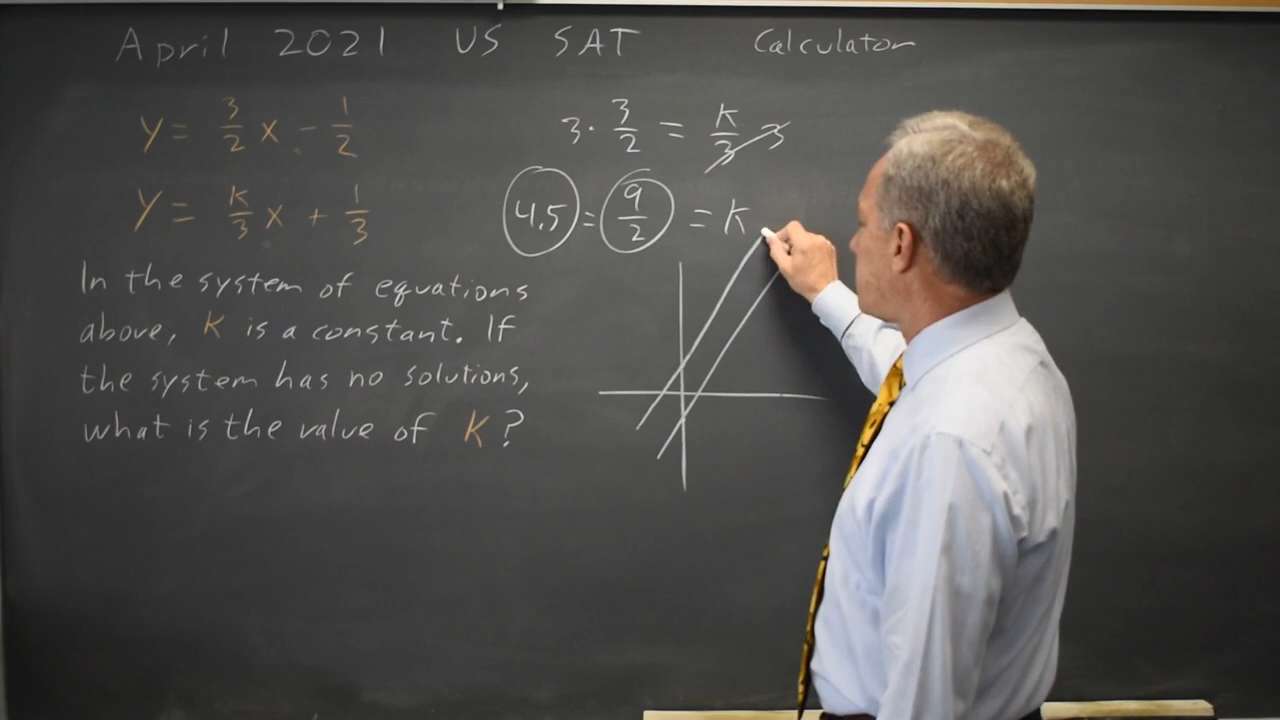 April 2021 US SAT Calculator
y = 3/2 x - 1/2
y = K/3 x + 1/3
In the system of equations
above, K is a constant. If
the system has no solutions,
what is the value of K?
3 · 3/2 = K/3 · 3
4.5 = 9/2 = K